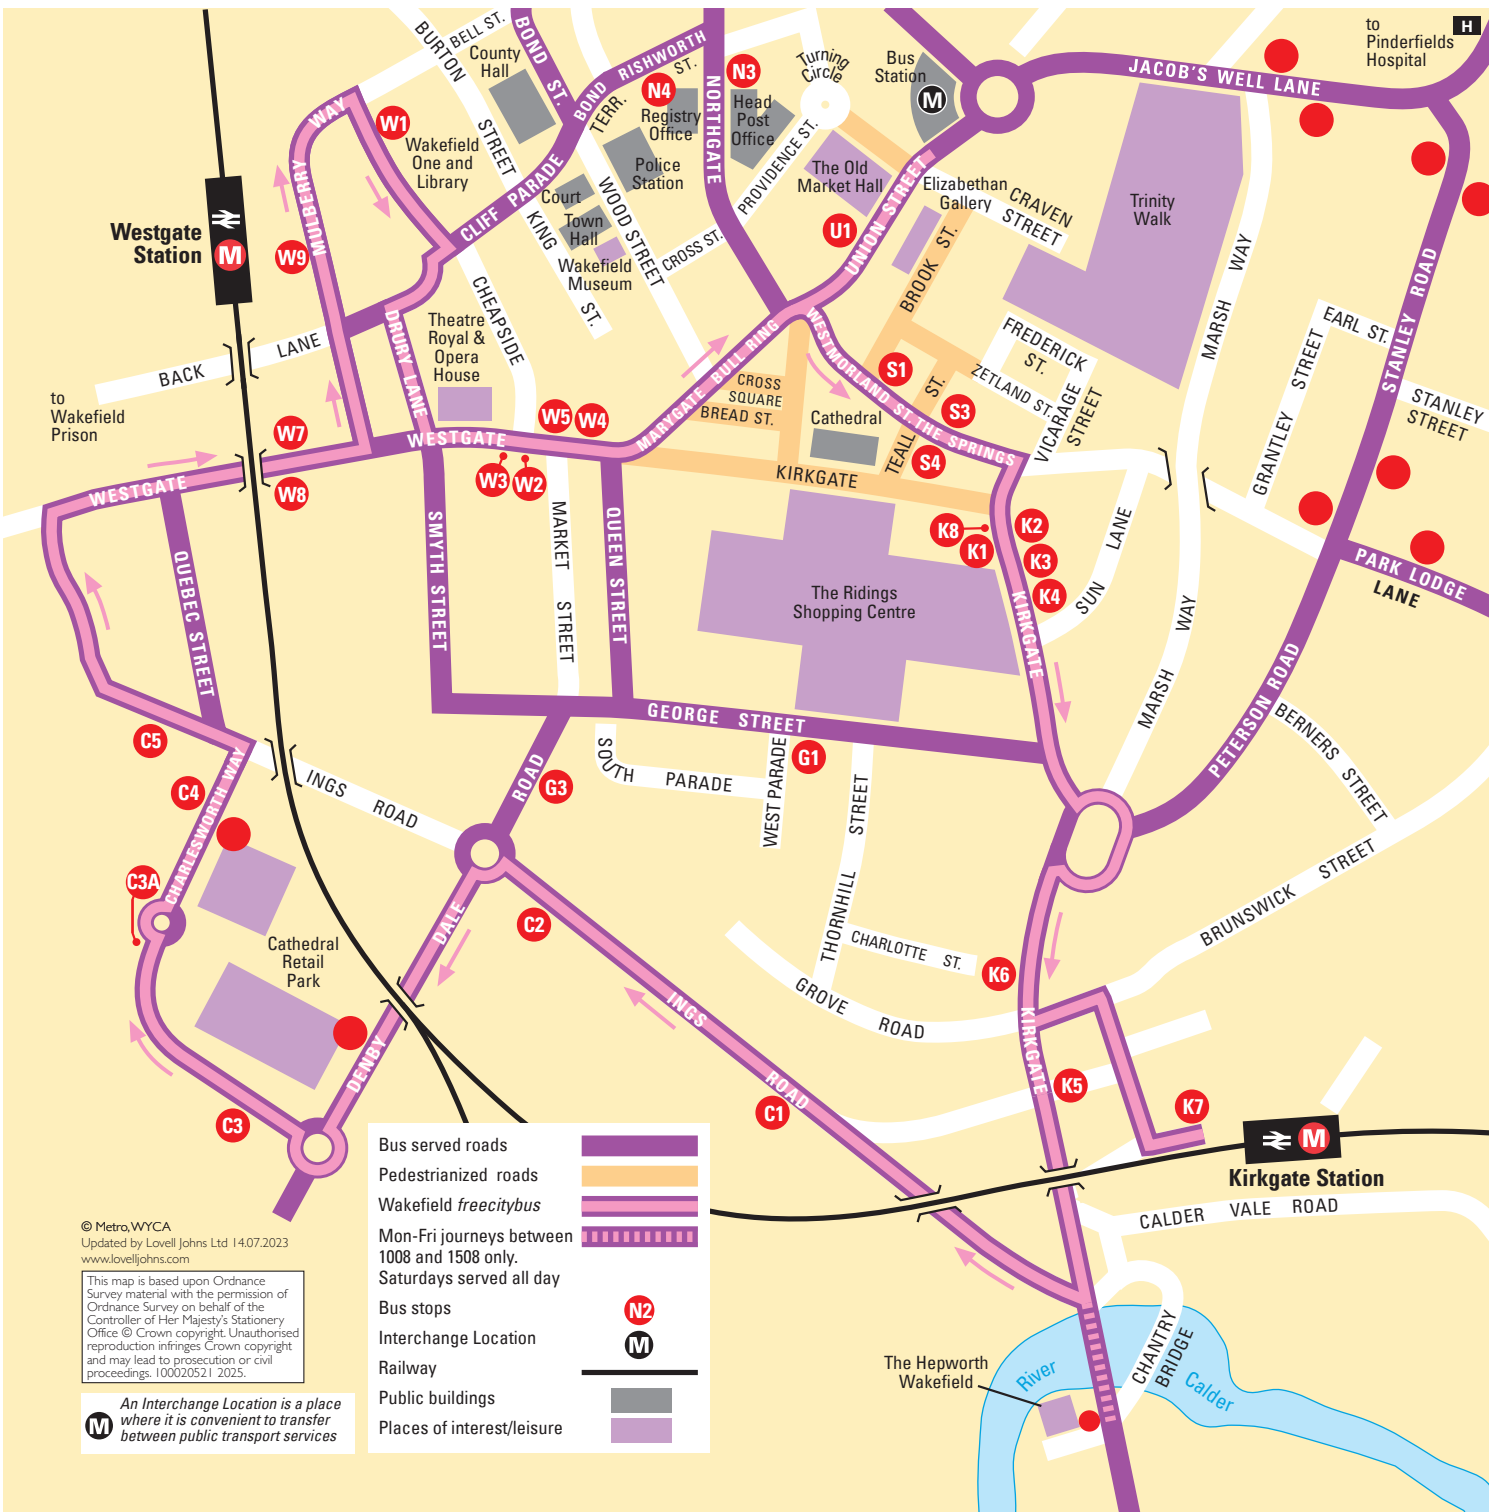 to
Pinderfields
Hospital
H
BURTON
STREET
BELL ST.
County
Hall
BOND ST.
BOND
TERR.
RISHWORTH
ST.
N4
Registry
Office
N3
NORTHGATE
Head
Post
Office
Turning
Circle
Bus
Station
M
JACOB'S WELL LANE
PROVIDENCE ST.
The Old
Market Hall
UNION STREET
U1
Elizabethan
Gallery
CRAVEN
STREET
Trinity
Walk
WAY
MULBERRY
W1
Wakefield
One and
Library
CLIFF PARADE
Police
Station
Court
Town
Hall
Wakefield
Museum
KING
ST.
WOOD STREET
CROSS ST.
Westgate
Station
M
W9
BACK
LANE
to
Wakefield
Prison
DRURY LANE
Theatre
Royal &
Opera
House
CHEAPSIDE
BROOK
ST.
FREDERICK
ST.
ZETLAND ST.
VICARAGE
STREET
MARSH WAY
EARL ST.
GRANTLEY STREET
STANLEY ROAD
STANLEY
STREET
W7
W8
WESTGATE
WESTGATE
W5
W4
W3
W2
MARYGATE
BULL RING
WESTMORLAND ST.
THE SPRINGS
CROSS
SQUARE
BREAD ST.
Cathedral
S1
S3
S4
TEALL
ST.
KIRKGATE
K8
K1
K2
K3
K4
KIRKGATE
SUN LANE
MARSH WAY
PARK LODGE
LANE
QUEBEC STREET
SMYTH STREET
MARKET STREET
QUEEN STREET
The Ridings
Shopping Centre
GEORGE STREET
G1
SOUTH PARADE
WEST PARADE
THORNHILL STREET
PETERSON ROAD
BERNERS STREET
BRUNSWICK STREET
C5
C4
CHARLESWORTH WAY
C3A
INGS ROAD
ROAD
G3
DALE
DENBY
C2
Cathedral
Retail
Park
C3
CHARLOTTE ST.
GROVE ROAD
K6
KIRKGATE
K5
K7
M
Kirkgate Station
INGS
ROAD
C1
CALDER VALE ROAD
CHANTRY
BRIDGE
River
Calder
The Hepworth
Wakefield
Bus served roads
Pedestrianized roads
Wakefield freecitybus
Mon-Fri journeys between
1008 and 1508 only.
Saturdays served all day
Bus stops
N2
Interchange Location
M
Railway
Public buildings
Places of interest/leisure
© Metro, WYCA
Updated by Lovell Johns Ltd 14.07.2023
www.lovelljohns.com
This map is based upon Ordnance
Survey material with the permission of
Ordnance Survey on behalf of the
Controller of Her Majesty's Stationery
Office © Crown copyright. Unauthorised
reproduction infringes Crown copyright
and may lead to prosecution or civil
proceedings. 100020521 2025.
M
An Interchange Location is a place
where it is convenient to transfer
between public transport services